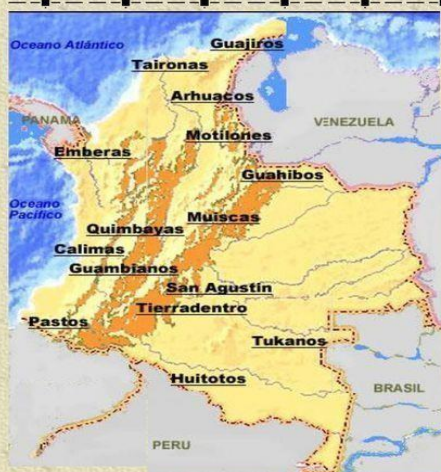 Oceano Atlántico
Guajiros
Taironas
Arhuacos
PANAMA
VENEZUELA
Motilones
Emberas
Guahibos
Oceano
Pacífico
Muiscas
Quimbayas
Calimas
Guambianos
San Agustín
Tierradentro
Pastos
Tukanos
Huitotos
BRASIL
PERU